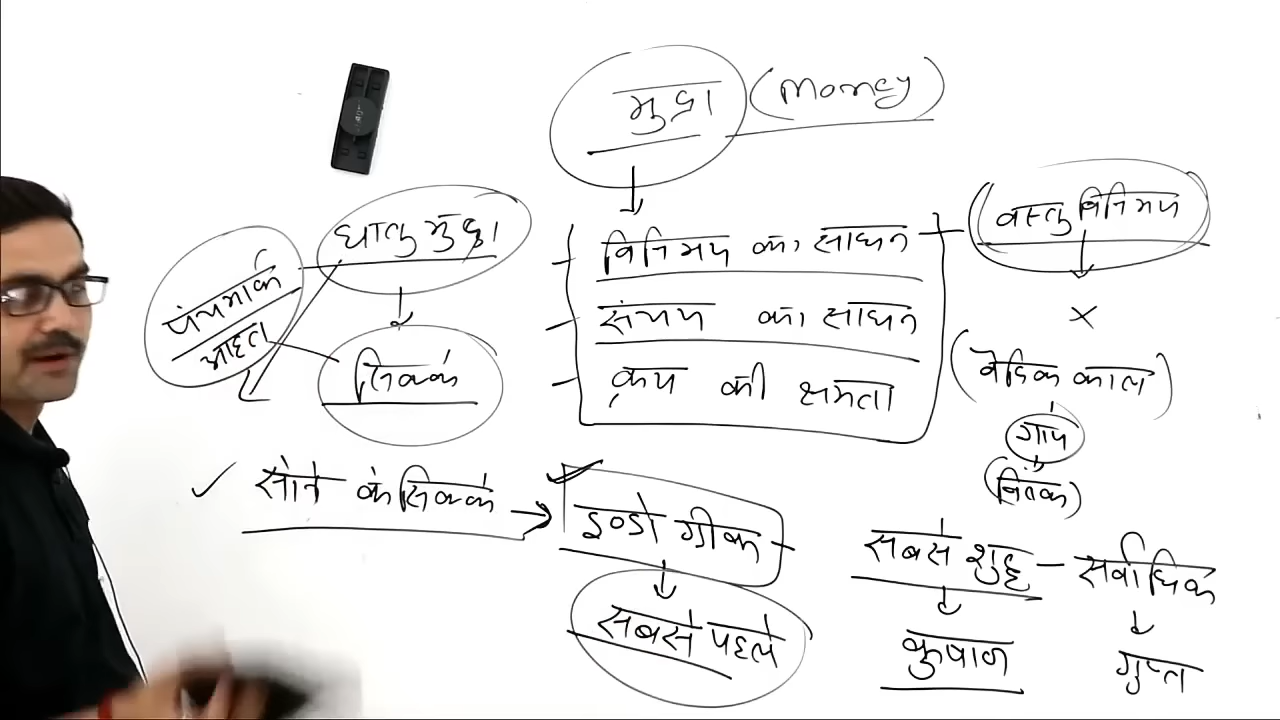 मुद्रा (Money)
धातु मुद्रा
पंचमार्क
आहत
सिक्के
विनिमय का साधन
संचय का साधन
क्रय की क्षमता
वस्तु विनिमय
×
(वैदिक काल)
गाय
सोने के सिक्के → इण्डो ग्रीक
सबसे पहले
सबसे शुद्ध – सर्वाधिक
कुषाण
गुप्त